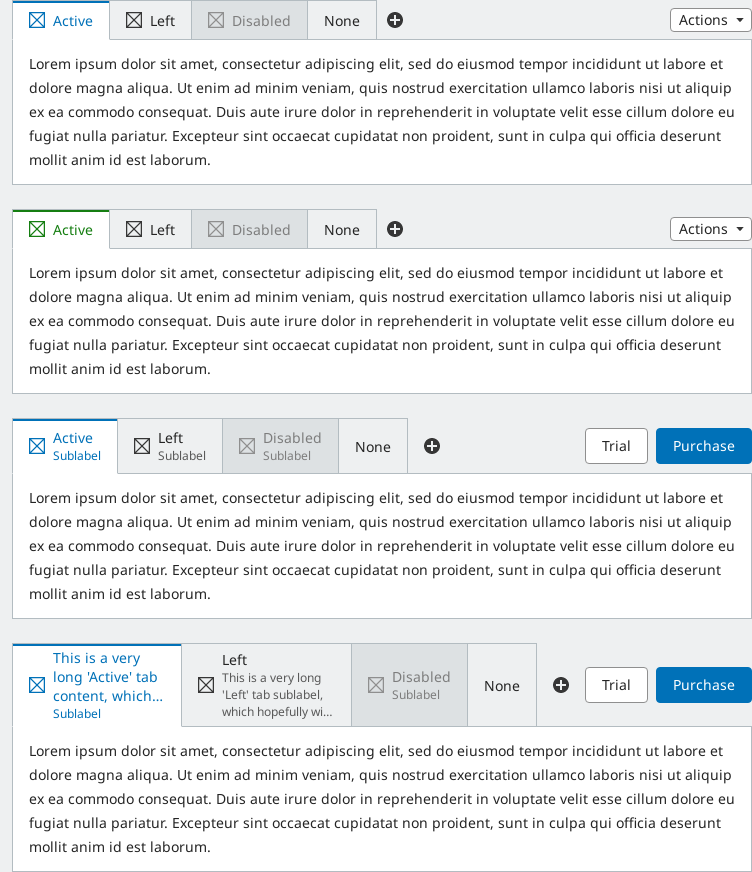 Active Left Disabled None Actions
Lorem ipsum dolor sit amet, consectetur adipiscing elit, sed do eiusmod tempor incididunt ut labore et
dolore magna aliqua. Ut enim ad minim veniam, quis nostrud exercitation ullamco laboris nisi ut aliquip
ex ea commodo consequat. Duis aute irure dolor in reprehenderit in voluptate velit esse cillum dolore eu
fugiat nulla pariatur. Excepteur sint occaecat cupidatat non proident, sunt in culpa qui officia deserunt
mollit anim id est laborum.
Active Left Disabled None Actions
Lorem ipsum dolor sit amet, consectetur adipiscing elit, sed do eiusmod tempor incididunt ut labore et
dolore magna aliqua. Ut enim ad minim veniam, quis nostrud exercitation ullamco laboris nisi ut aliquip
ex ea commodo consequat. Duis aute irure dolor in reprehenderit in voluptate velit esse cillum dolore eu
fugiat nulla pariatur. Excepteur sint occaecat cupidatat non proident, sunt in culpa qui officia deserunt
mollit anim id est laborum.
Active
Sublabel
Left
Sublabel
Disabled
Sublabel
None
Trial
Purchase
Lorem ipsum dolor sit amet, consectetur adipiscing elit, sed do eiusmod tempor incididunt ut labore et
dolore magna aliqua. Ut enim ad minim veniam, quis nostrud exercitation ullamco laboris nisi ut aliquip
ex ea commodo consequat. Duis aute irure dolor in reprehenderit in voluptate velit esse cillum dolore eu
fugiat nulla pariatur. Excepteur sint occaecat cupidatat non proident, sunt in culpa qui officia deserunt
mollit anim id est laborum.
This is a very
long 'Active' tab
content, which...
Sublabel
Left
This is a very long
'Left' tab sublabel,
which hopefully wi...
Disabled
Sublabel
None
Trial
Purchase
Lorem ipsum dolor sit amet, consectetur adipiscing elit, sed do eiusmod tempor incididunt ut labore et
dolore magna aliqua. Ut enim ad minim veniam, quis nostrud exercitation ullamco laboris nisi ut aliquip
ex ea commodo consequat. Duis aute irure dolor in reprehenderit in voluptate velit esse cillum dolore eu
fugiat nulla pariatur. Excepteur sint occaecat cupidatat non proident, sunt in culpa qui officia deserunt
mollit anim id est laborum.